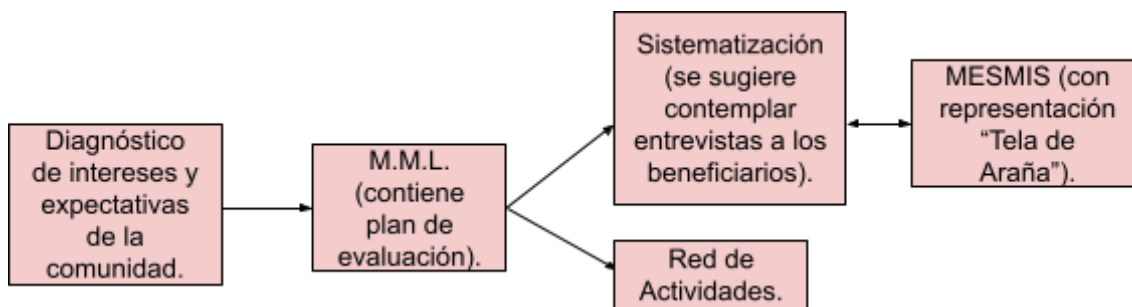 Diagnóstico
de intereses y
expectativas
de la
comunidad.
M.M.L.
(contiene
plan de
evaluación).
Sistematización
(se sugiere
contemplar
entrevistas a los
beneficiarios).
MESMIS (con
representación
“Tela de
Araña”).
Red de
Actividades.